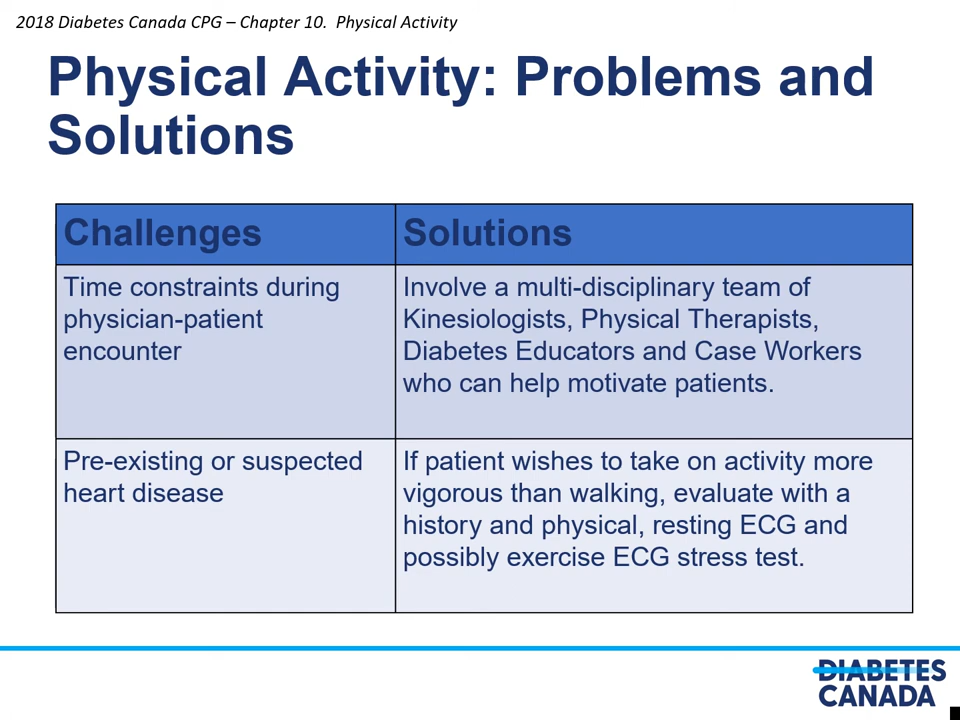 2018 Diabetes Canada CPG – Chapter 10. Physical Activity
Physical Activity: Problems and
Solutions
Challenges
Solutions
Time constraints during
physician-patient
encounter
Involve a multi-disciplinary team of
Kinesiologists, Physical Therapists,
Diabetes Educators and Case Workers
who can help motivate patients.
Pre-existing or suspected
heart disease
If patient wishes to take on activity more
vigorous than walking, evaluate with a
history and physical, resting ECG and
possibly exercise ECG stress test.
DIABETES
CANADA